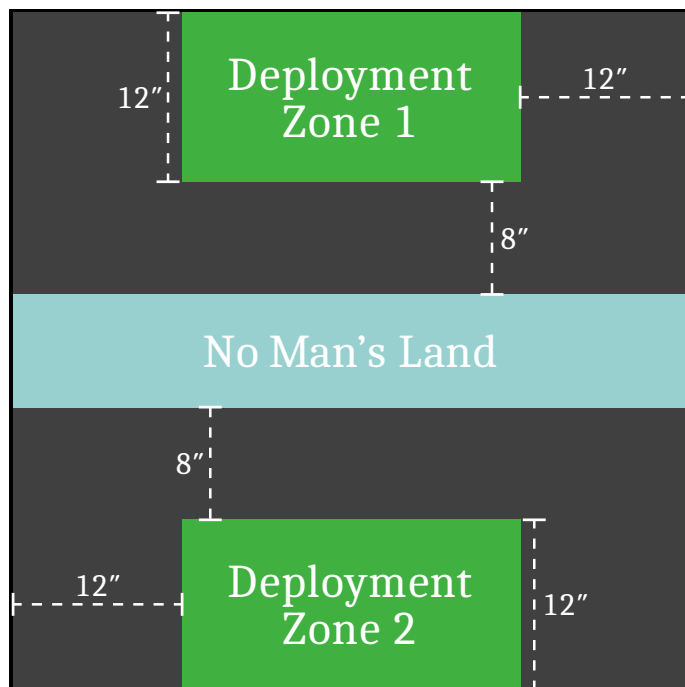 Deployment
Zone 1
12″
12″
8″
No Man’s Land
8″
Deployment
Zone 2
12″
12″